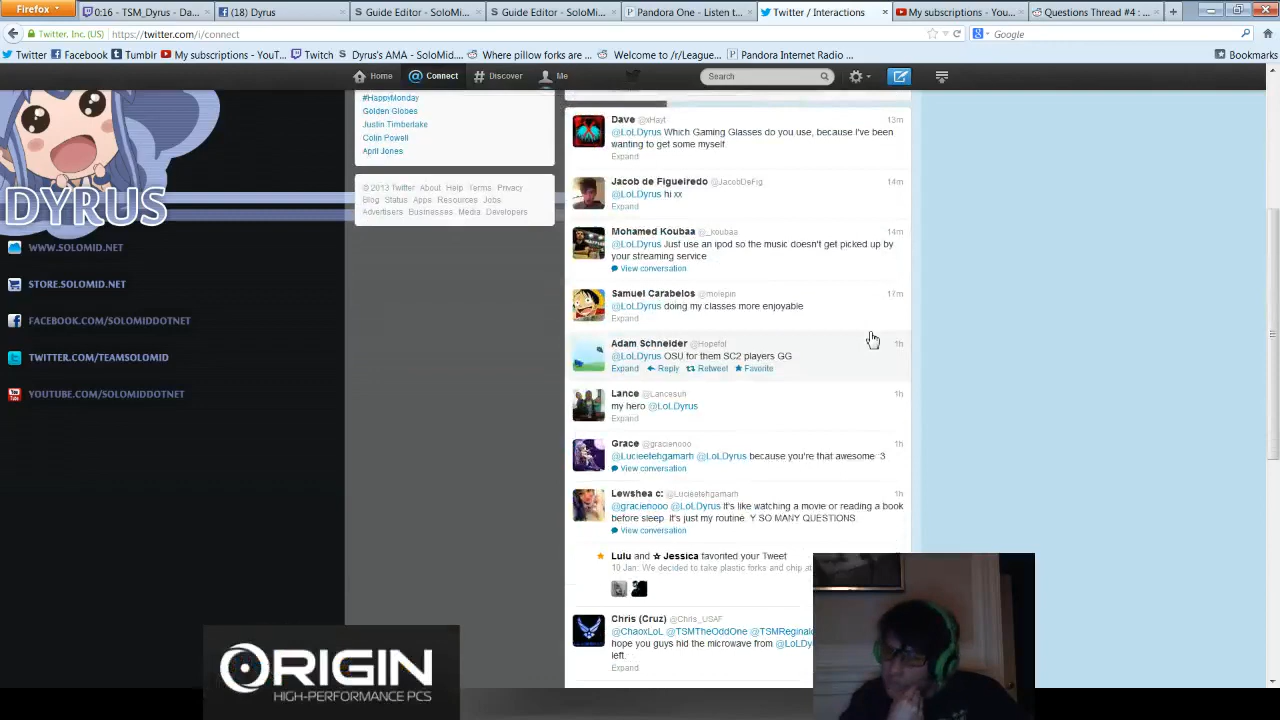 Firefox
0:16 - TSM_Dyrus - Da...
(18) Dyrus
Guide Editor - SoloMi...
Guide Editor - SoloMi...
Pandora One - Listen t...
Twitter / Interactions
My subscriptions - You...
Questions Thread #4 : ...
Twitter, Inc. (US)
https://twitter.com/i/connect
Google
Twitter
Facebook
Tumblr
My subscriptions - YouT...
Twitch
Dyrus's AMA - SoloMid...
Where pillow forks are ...
Welcome to /r/League...
Pandora Internet Radio ...
Bookmarks
Home
@ Connect
# Discover
Me
Search
#HappyMonday
Golden Globes
Justin Timberlake
Colin Powell
April Jones
© 2013 Twitter About Help Terms Privacy
Blog Status Apps Resources Jobs
Advertisers Businesses Media Developers
DYRUS
WWW.SOLOMID.NET
STORE.SOLOMID.NET
FACEBOOK.COM/SOLOMIDDOTNET
TWITTER.COM/TEAMSOLOMID
YOUTUBE.COM/SOLOMIDDOTNET
Dave @xHayt 13m
@LoLDyrus Which Gaming Glasses do you use, because I've been
wanting to get some myself
Expand
Jacob de Figueiredo @JacobDeFig 14m
@LoLDyrus hi xx
Expand
Mohamed Koubaa @_koubaa 14m
@LoLDyrus Just use an ipod so the music doesn't get picked up by
your streaming service
View conversation
Samuel Carabelos @molepin 17m
@LoLDyrus doing my classes more enjoyable
Expand
Adam Schneider @Hopefol 1h
@LoLDyrus OSU for them SC2 players GG
Expand Reply Retweet Favorite
Lance @Lancesuh 1h
my hero @LoLDyrus
Expand
Grace @gracienooo 1h
@Lucieetehgamarh @LoLDyrus because you're that awesome :3
View conversation
Lewshea c: @Lucieetehgamarh 1h
@gracienooo @LoLDyrus It's like watching a movie or reading a book
before sleep. It's just my routine. Y SO MANY QUESTIONS
View conversation
Lulu and ☆ Jessica favorited your Tweet
10 Jan: We decided to take plastic forks and chip at
Chris (Cruz) @Chris_USAF
@ChaoxLoL @TSMTheOddOne @TSMReginald
hope you guys hid the microwave from @LoLDy
left.
Expand
ORIGIN
HIGH-PERFORMANCE PCS